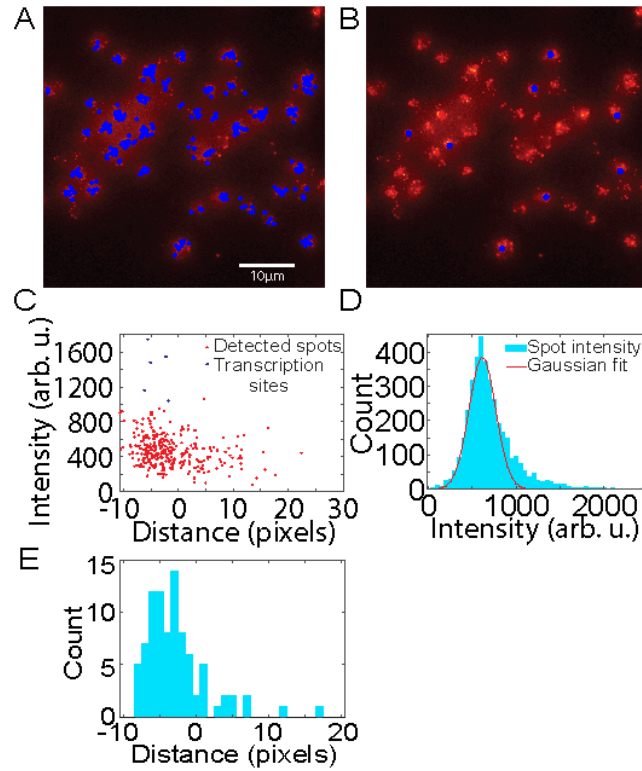 A
B
10μm
C
D
Intensity (arb. u.)
1600
1200
800
400
0
Detected spots
Transcription
sites
-10 0 10 20 30
Distance (pixels)
Count
400
300
200
100
0
Spot intensity
Gaussian fit
0 1000 2000
Intensity (arb. u.)
E
Count
15
10
5
0
-10 0 10 20
Distance (pixels)